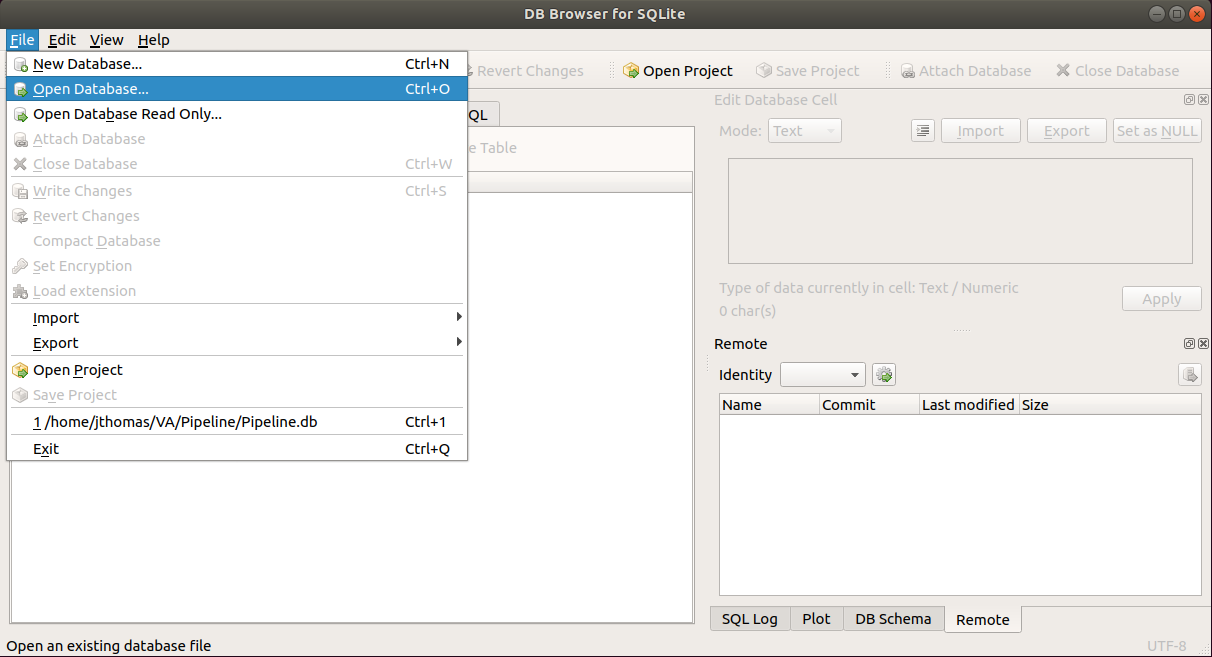 DB Browser for SQLite
File Edit View Help
New Database... Ctrl+N
Open Database... Ctrl+O
Open Database Read Only...
Attach Database
Close Database Ctrl+W
Write Changes Ctrl+S
Revert Changes
Compact Database
Set Encryption
Load extension
Import
Export
Open Project
Save Project
1 /home/jthomas/VA/Pipeline/Pipeline.db Ctrl+1
Exit Ctrl+Q
Revert Changes Open Project Save Project Attach Database Close Database
QL
e Table
Edit Database Cell
Mode: Text Import Export Set as NULL
Type of data currently in cell: Text / Numeric
0 char(s)
Apply
Remote
Identity
Name Commit Last modified Size
SQL Log Plot DB Schema Remote
Open an existing database file UTF-8